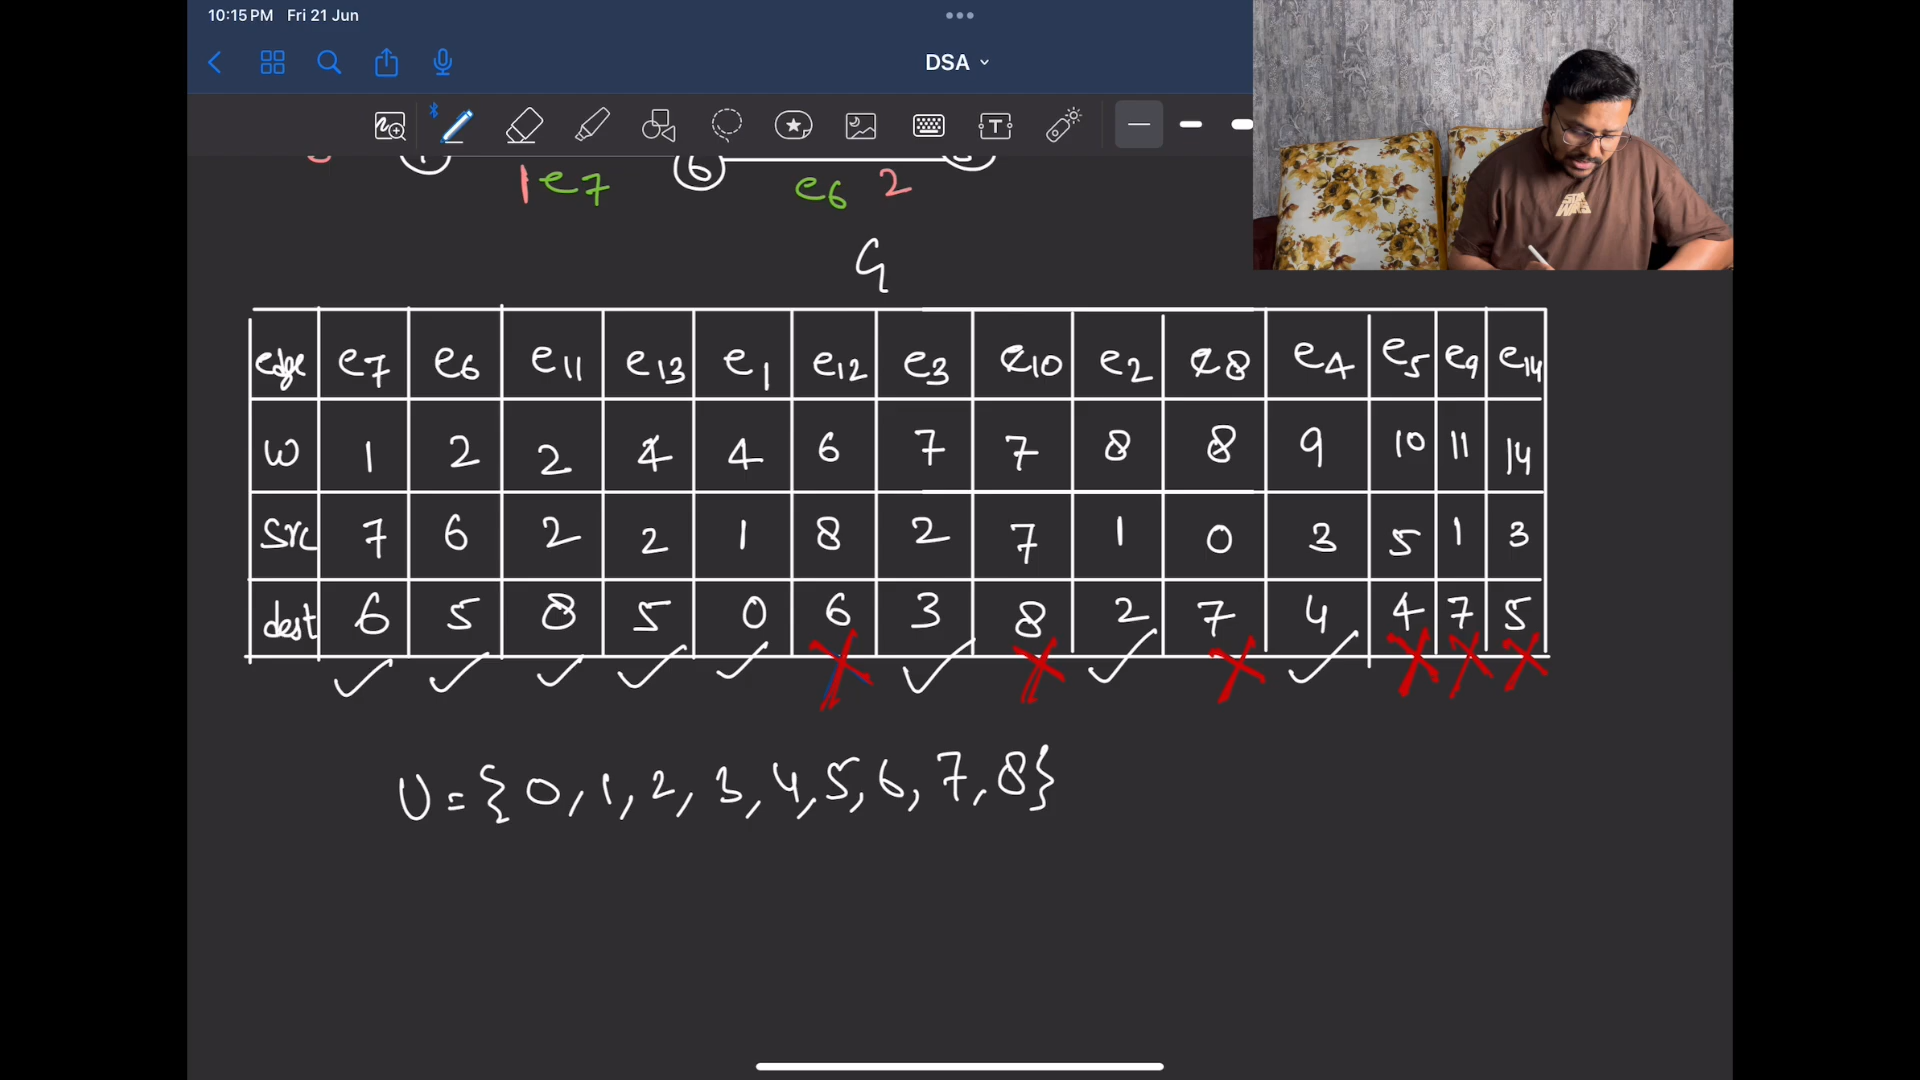 10:15 PM Fri 21 Jun
DSA
1 e7 6 e6 2
G
edge e7 e6 e11 e13 e1 e12 e3 e10 e2 e8 e4 e5 e9 e14
W 1 2 2 4 4 6 7 7 8 8 9 10 11 14
Src 7 6 2 2 1 8 2 7 1 0 3 5 1 3
dest 6 5 8 5 0 6 3 8 2 7 4 4 7 5
U = {0, 1, 2, 3, 4, 5, 6, 7, 8}
STAR WARS